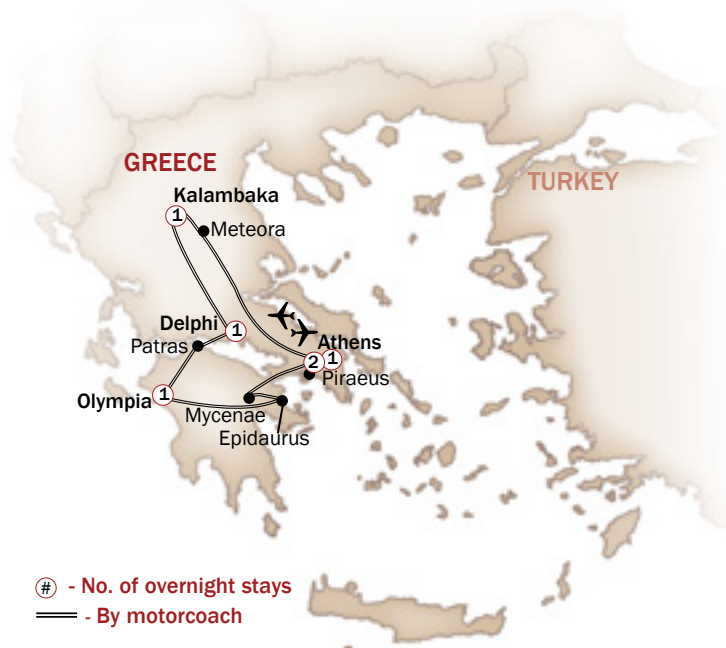 GREECE
TURKEY
Kalambaka
1
Meteora
Delphi
1
Patras
Athens
2 1
Piraeus
Olympia
1
Mycenae
Epidaurus
# - No. of overnight stays
- By motorcoach